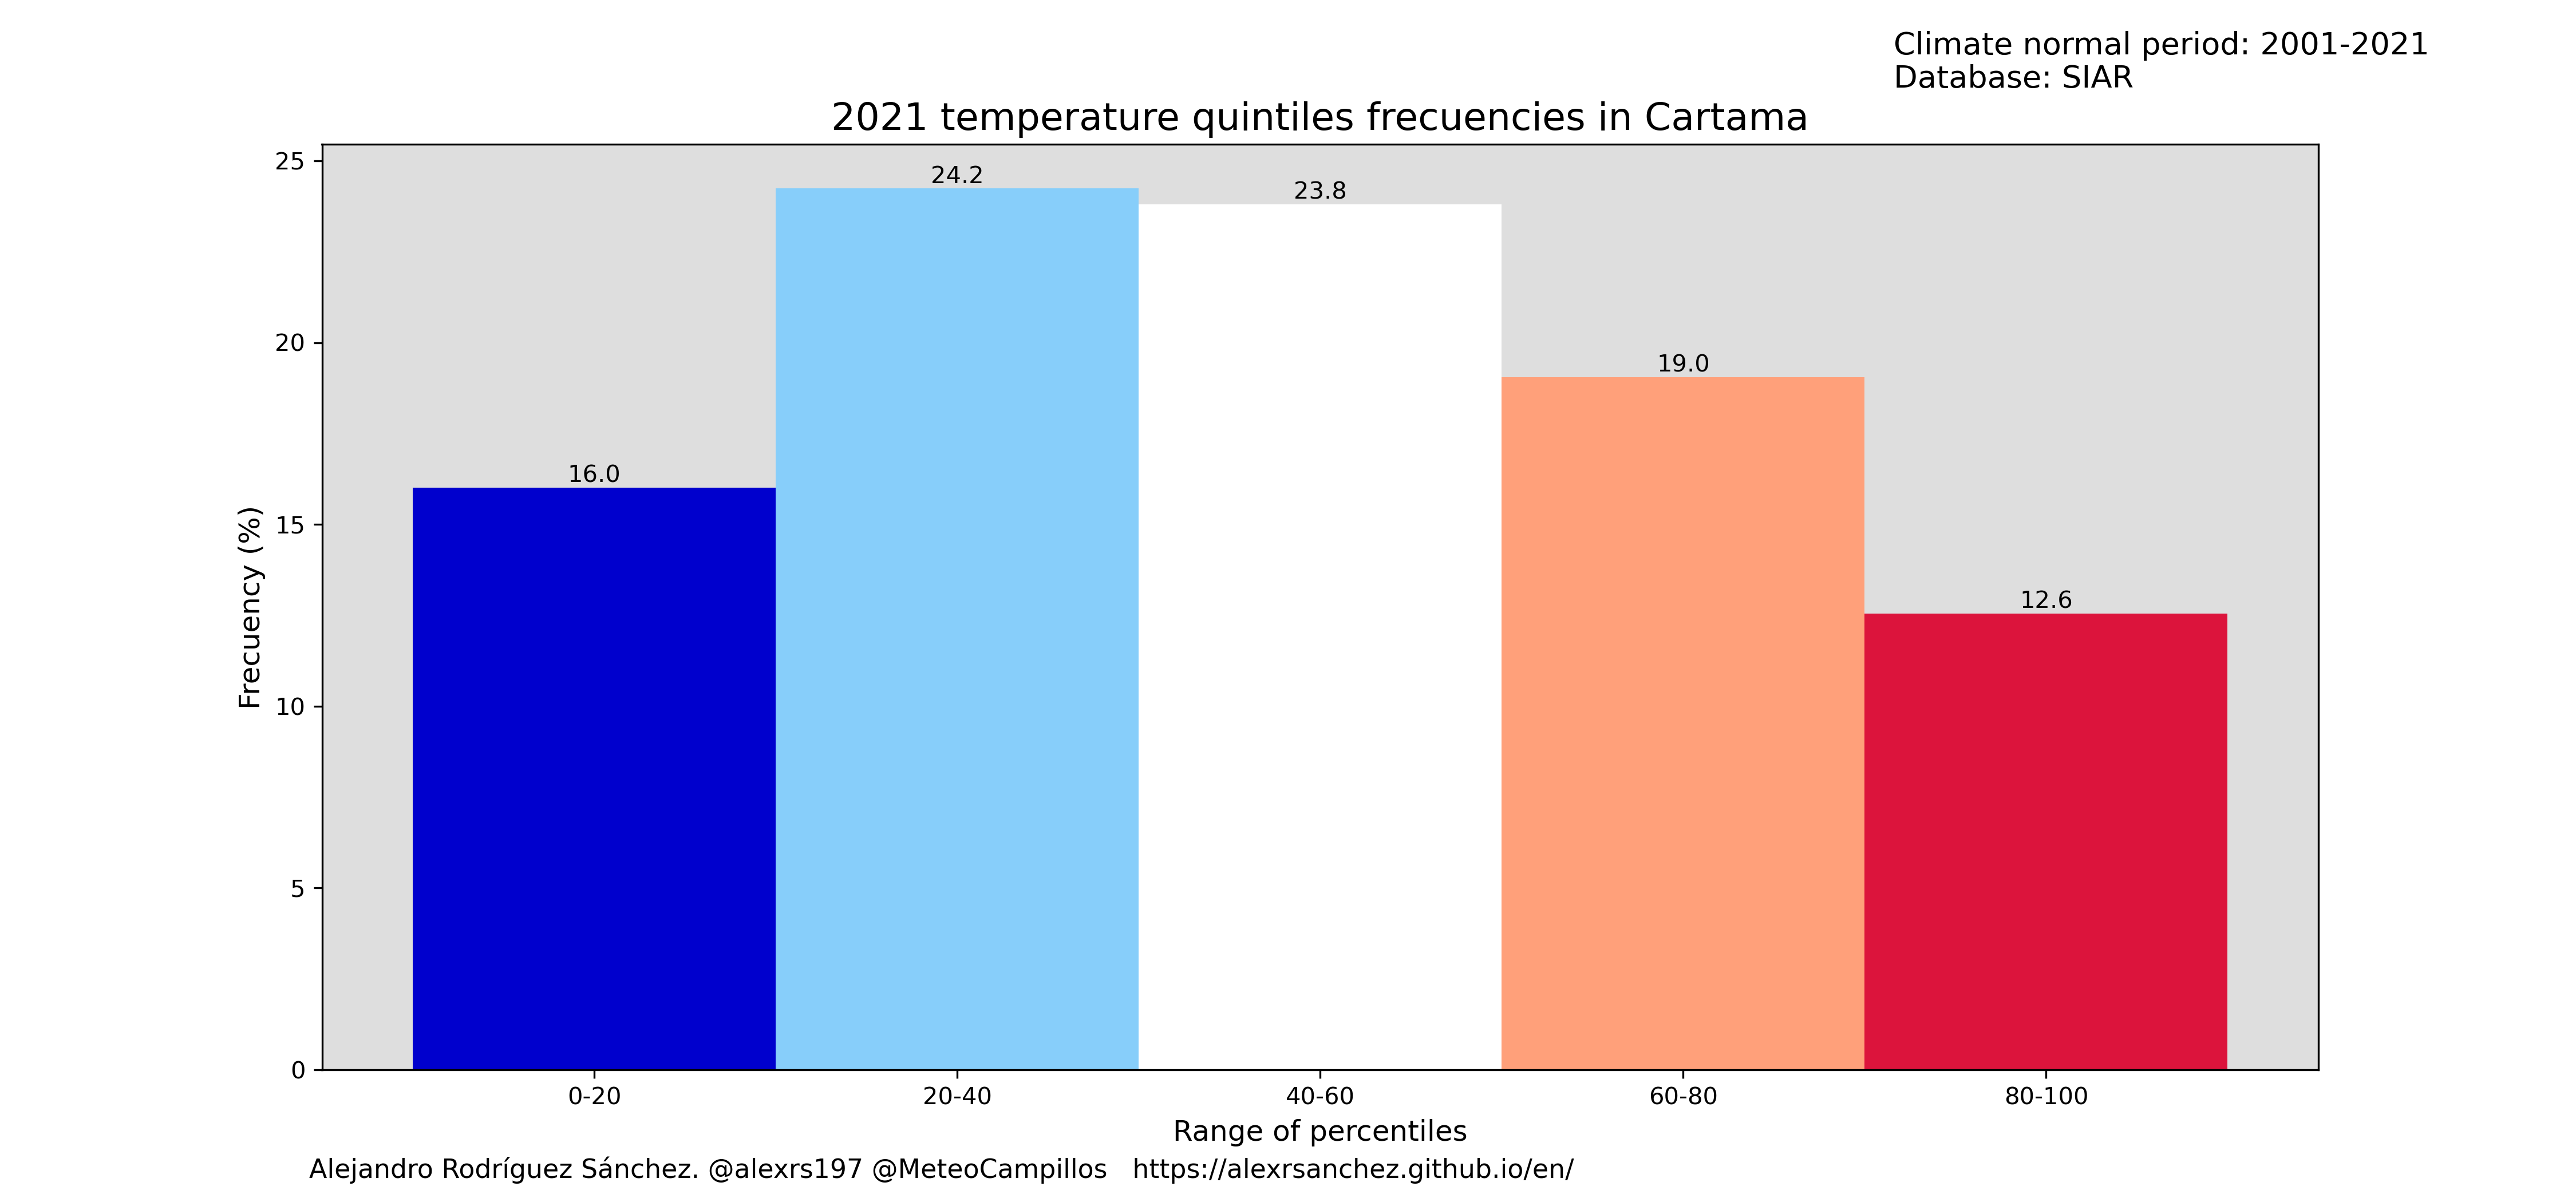 Climate normal period: 2001-2021
Database: SIAR
2021 temperature quintiles frecuencies in Cartama
25
20
15
10
5
0
Frecuency (%)
16.0
24.2
23.8
19.0
12.6
0-20
20-40
40-60
60-80
80-100
Range of percentiles
Alejandro Rodríguez Sánchez. @alexrs197 @MeteoCampillos https://alexrsanchez.github.io/en/